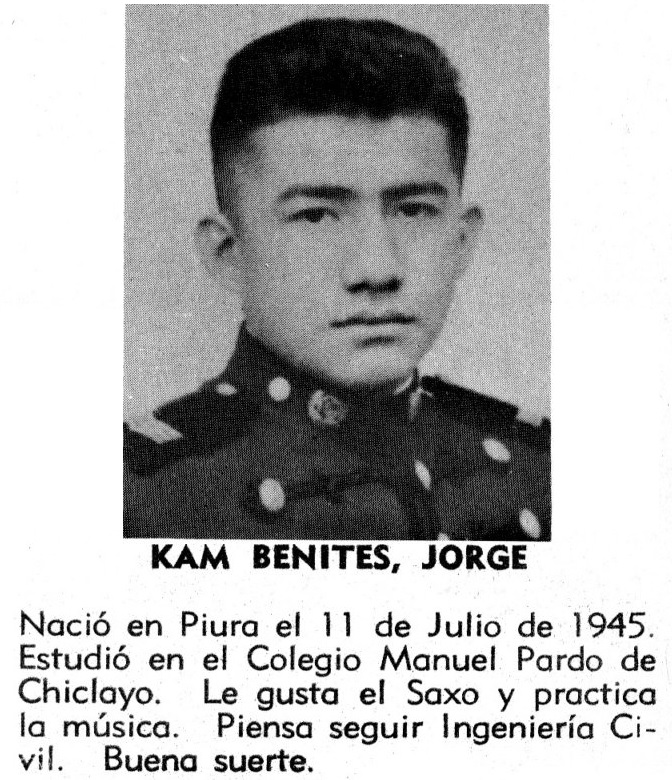 KAM BENITES, JORGE
Nació en Piura el 11 de Julio de 1945.
Estudió en el Colegio Manuel Pardo de
Chiclayo. Le gusta el Saxo y practica
la música. Piensa seguir Ingeniería Ci-
vil. Buena suerte.